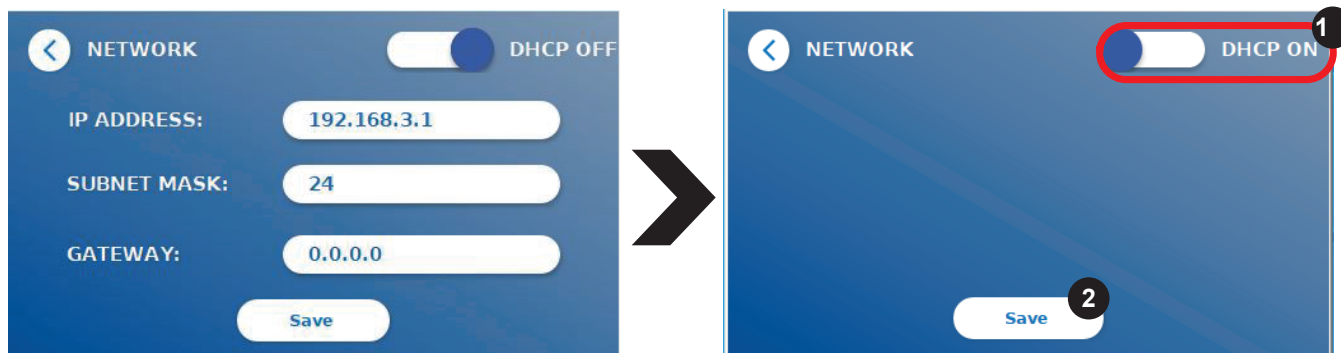 NETWORK
DHCP OFF
IP ADDRESS:
192.168.3.1
SUBNET MASK:
24
GATEWAY:
0.0.0.0
Save
NETWORK
DHCP ON
1
Save
2